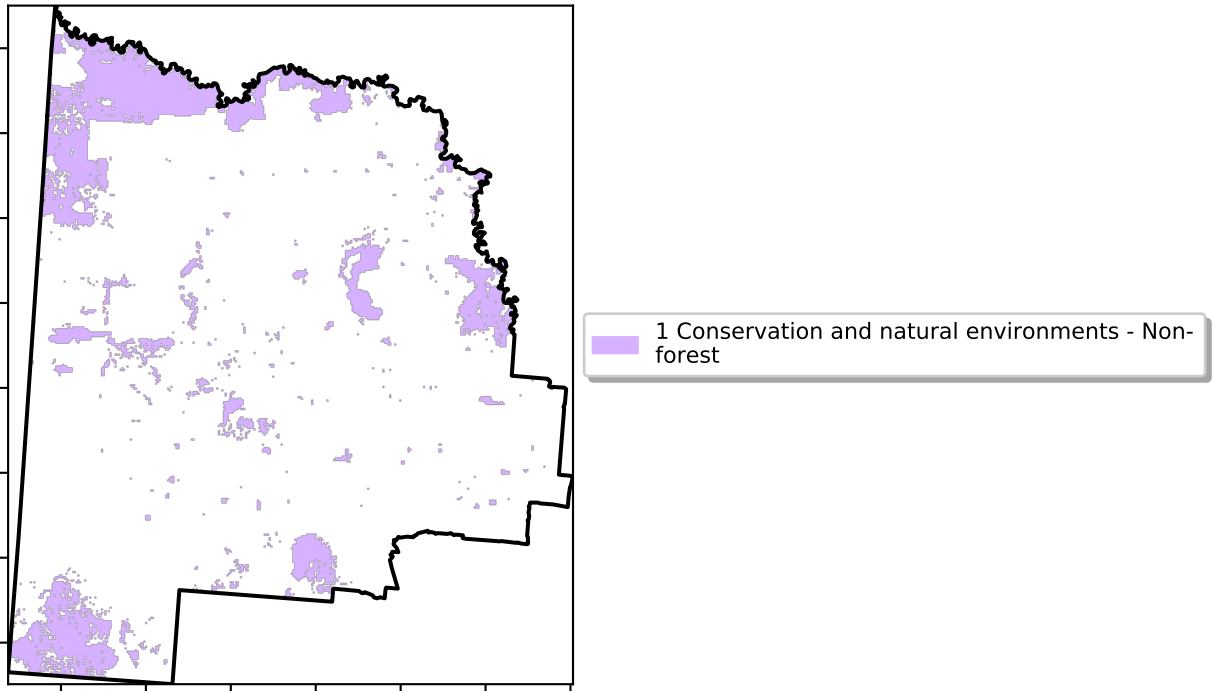 1 Conservation and natural environments - Non-
forest